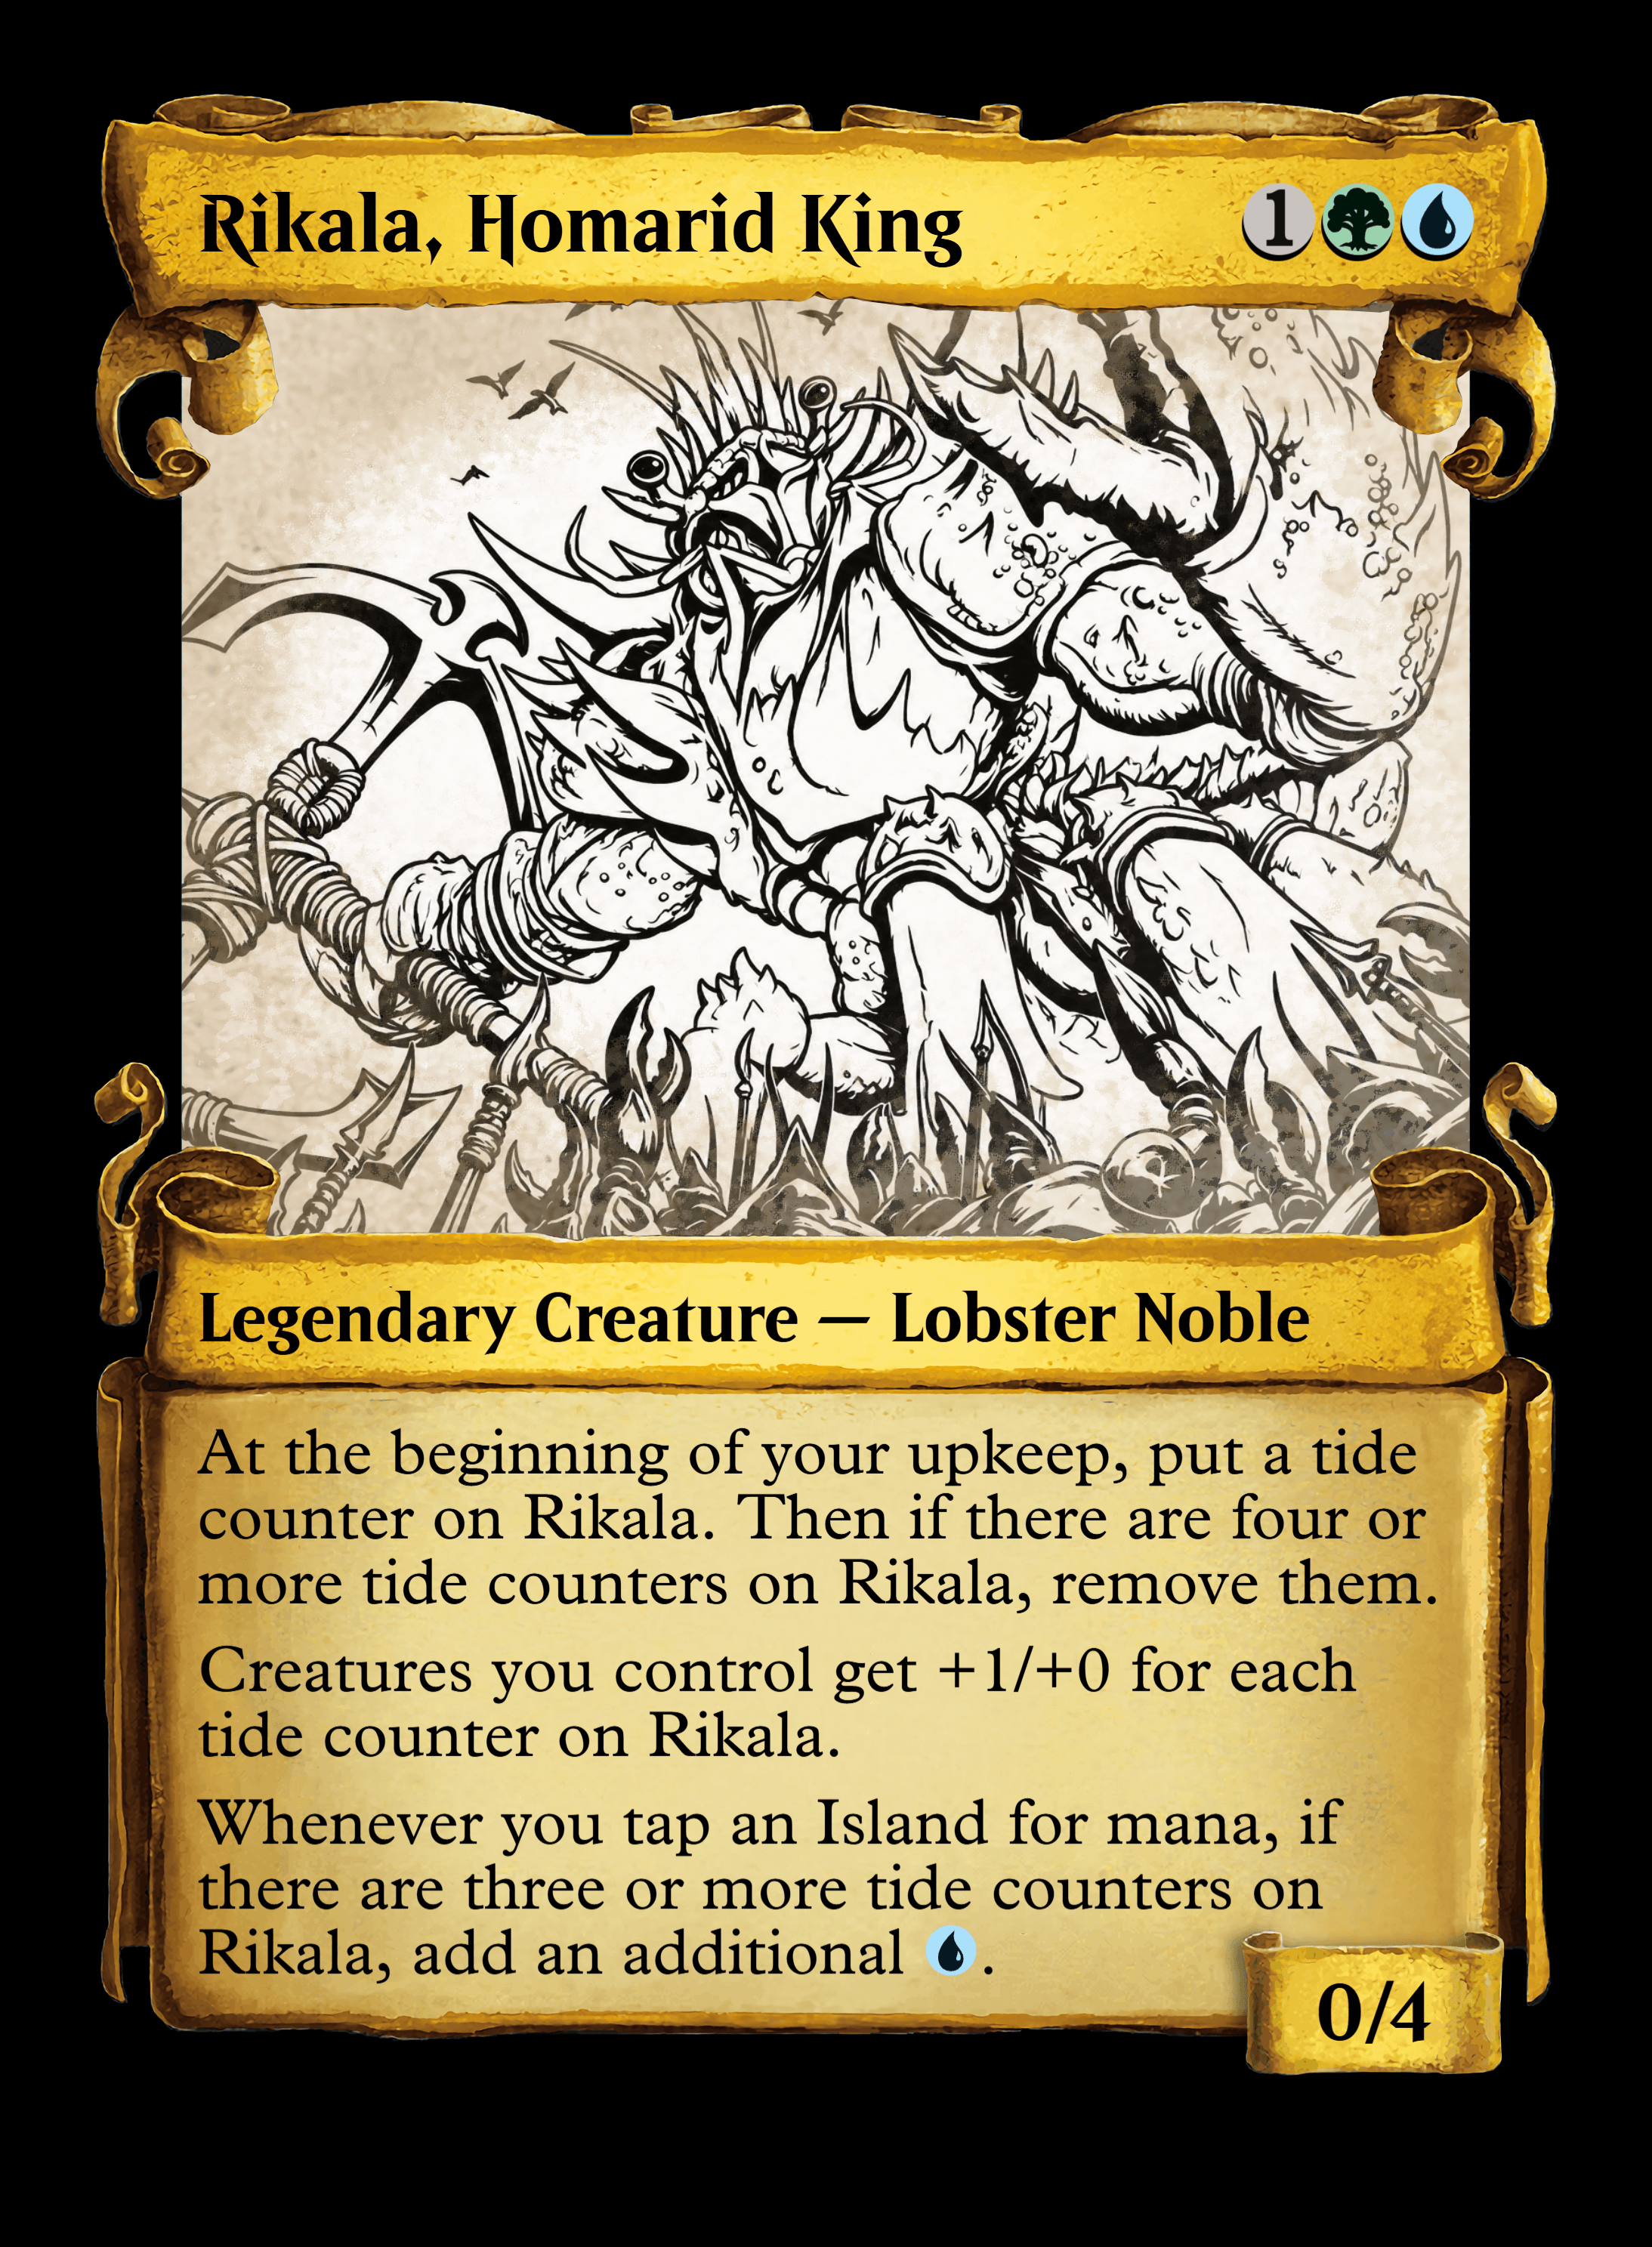 Rikala, Homarid King 1
Legendary Creature — Lobster Noble
At the beginning of your upkeep, put a tide
counter on Rikala. Then if there are four or
more tide counters on Rikala, remove them.
Creatures you control get +1/+0 for each
tide counter on Rikala.
Whenever you tap an Island for mana, if
there are three or more tide counters on
Rikala, add an additional .
0/4